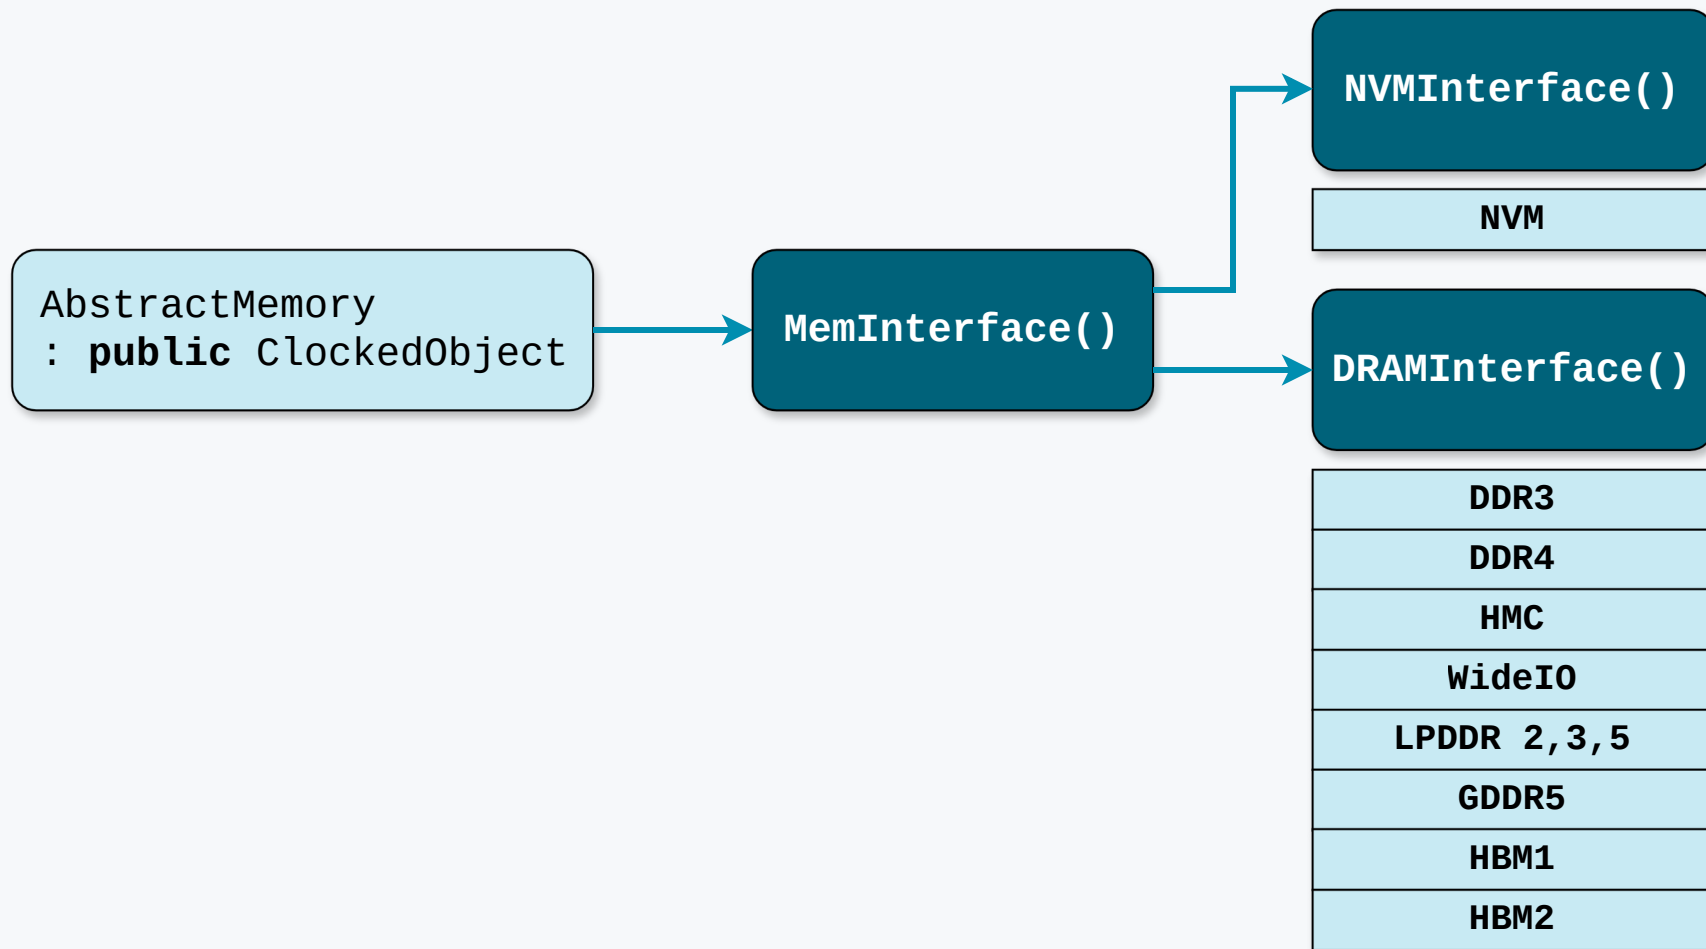 AbstractMemory
: public ClockedObject
MemInterface()
NVMInterface()
NVM
DRAMInterface()
DDR3
DDR4
HMC
WideIO
LPDDR 2,3,5
GDDR5
HBM1
HBM2